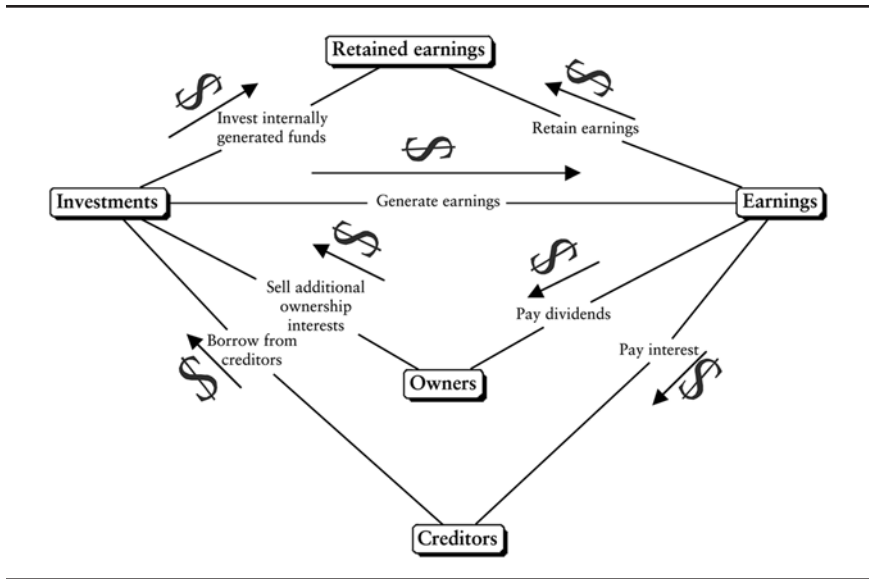 Retained earnings
$
$
Invest internally
generated funds
Retain earnings
$
Investments
Generate earnings
Earnings
$
$
Sell additional
ownership
interests
Pay dividends
Borrow from
creditors
Pay interest
$
$
Owners
Creditors